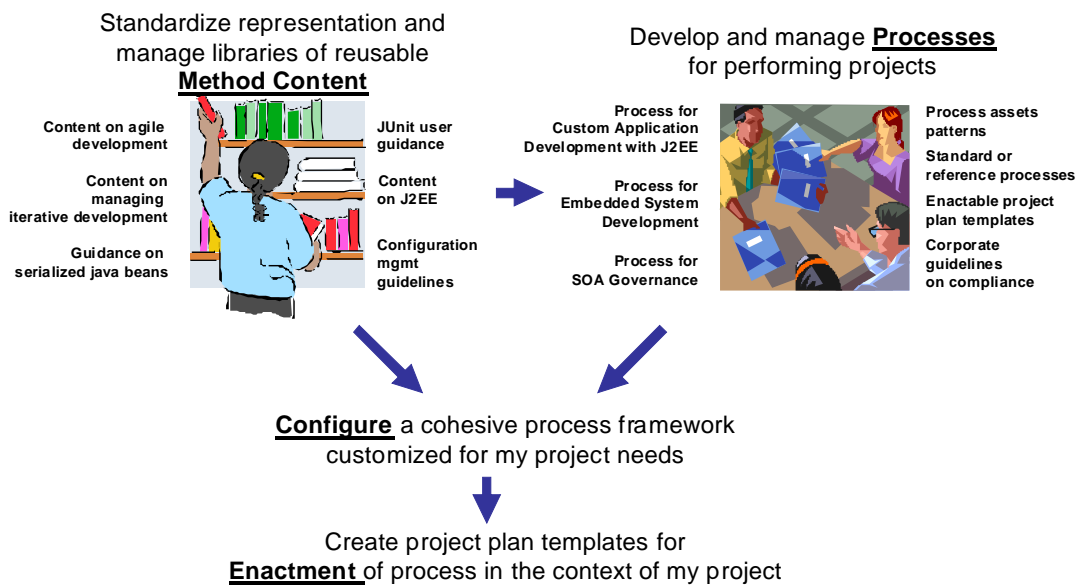 Standardize representation and
manage libraries of reusable
Method Content
Content on agile
development
Content on
managing
iterative development
Guidance on
serialized java beans
JUnit user
guidance
Content
on J2EE
Configuration
mgmt
guidelines
Develop and manage Processes
for performing projects
Process for
Custom Application
Development with J2EE
Process for
Embedded System
Development
Process for
SOA Governance
Process assets
patterns
Standard or
reference processes
Enactable project
plan templates
Corporate
guidelines
on compliance
Configure a cohesive process framework
customized for my project needs
Create project plan templates for
Enactment of process in the context of my project